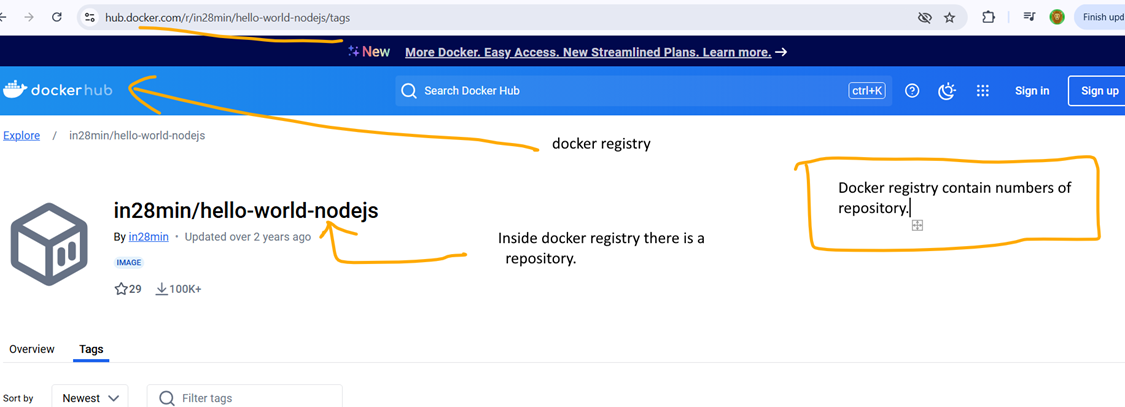 hub.docker.com/r/in28min/hello-world-nodejs/tags
Finish upd
New More Docker. Easy Access. New Streamlined Plans. Learn more. →
docker hub
Search Docker Hub
ctrl+K
Sign in
Sign up
Explore / in28min/hello-world-nodejs
docker registry
Docker registry contain numbers of
repository.
in28min/hello-world-nodejs
By in28min • Updated over 2 years ago
Inside docker registry there is a
repository.
IMAGE
29
100K+
Overview
Tags
Sort by
Newest
Filter tags